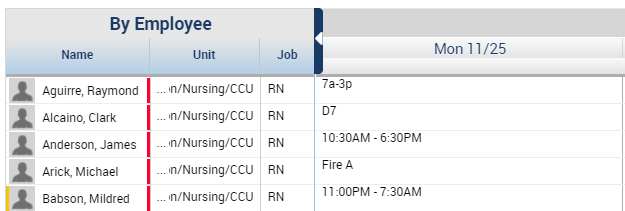 By Employee
Name Unit Job Mon 11/25
Aguirre, Raymond ... n/Nursing/CCU RN 7a-3p
Alcaino, Clark ... n/Nursing/CCU RN D7
Anderson, James ... n/Nursing/CCU RN 10:30AM - 6:30PM
Arick, Michael ... n/Nursing/CCU RN Fire A
Babson, Mildred ... n/Nursing/CCU RN 11:00PM - 7:30AM